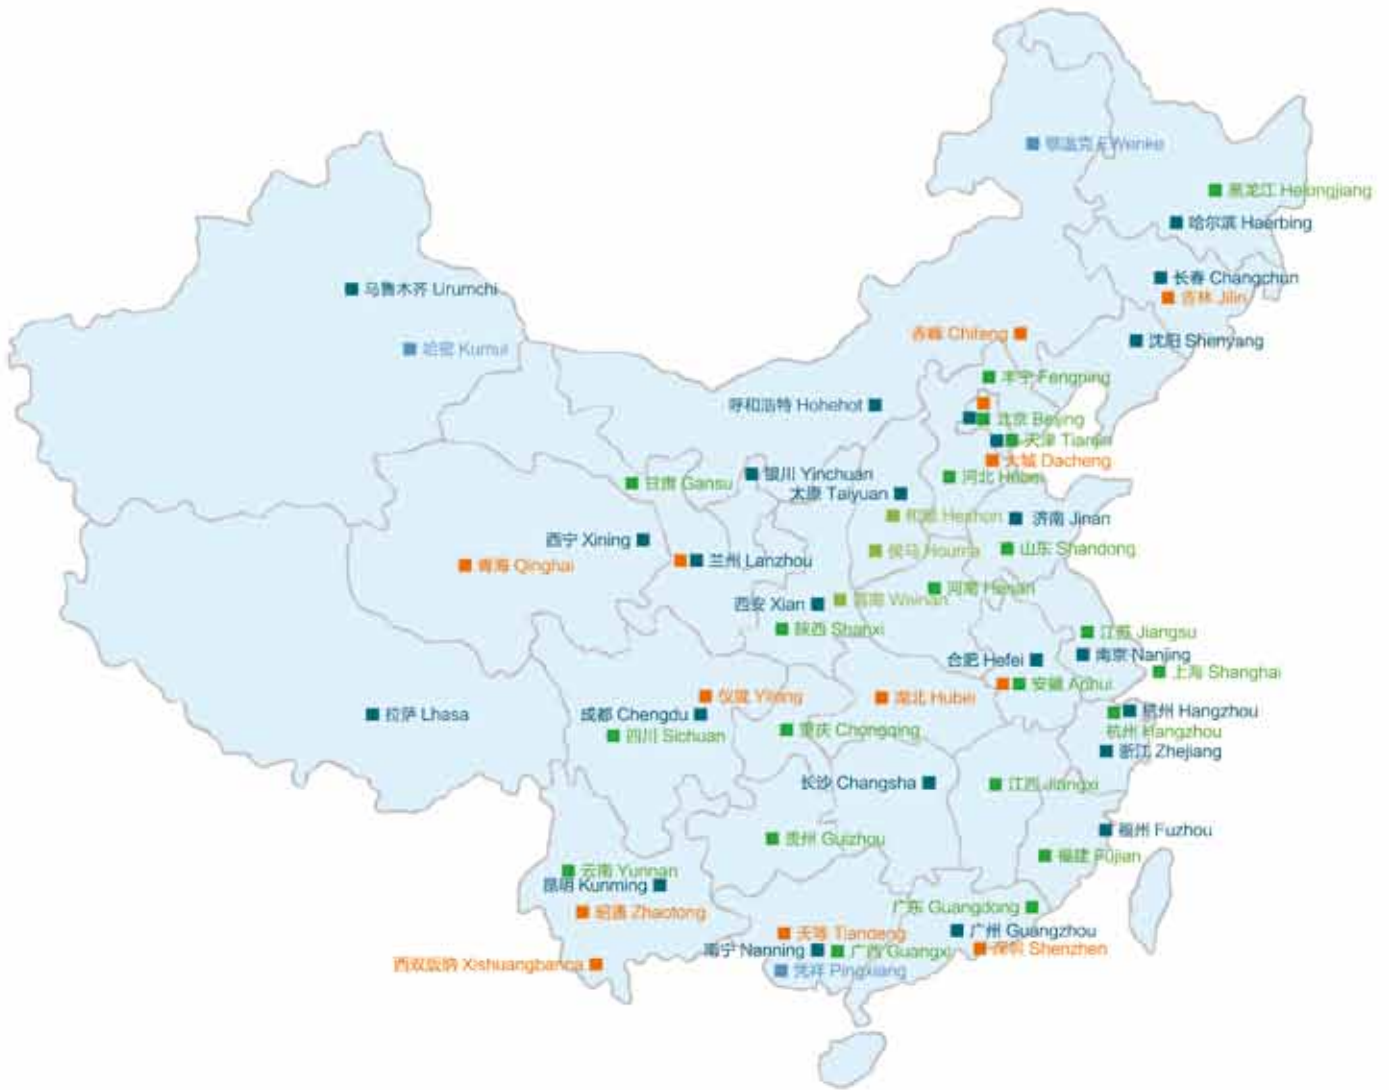 鄂温克 EWenke
黑龙江 Helongjiang
哈尔滨 Haerbing
长春 Changchun
吉林 Jilin
乌鲁木齐 Urumchi
赤峰 Chifeng
沈阳 Shenyang
哈密 Kumul
丰宁 Fengning
呼和浩特 Hohehot
北京 Beijing
天津 Tianjin
大城 Dacheng
银川 Yinchuan
河北 Hebei
甘肃 Gansu
太原 Taiyuan
Heshun
济南 Jinan
西宁 Xining
侯马 Houma
山东 Shandong
青海 Qinghai
兰州 Lanzhou
河南 Henan
西安 Xian
渭南
陕西 Shanxi
江苏 Jiangsu
合肥 Hefei
南京 Nanjing
上海 Shanghai
安徽 Anhui
仪陇 Yilong
湖北 Hubei
拉萨 Lhasa
成都 Chengdu
杭州 Hangzhou
四川 Sichuan
重庆 Chongqing
杭州 Hangzhou
浙江 Zhejiang
长沙 Changsha
江西 Jiangxi
福州 Fuzhou
贵州 Guizhou
福建 Fujian
云南 Yunnan
昆明 Kunming
广东 Guangdong
昭通 Zhaotong
天等 Tiandeng
广州 Guangzhou
南宁 Nanning
广西 Guangxi
深圳 Shenzhen
西双版纳 Xishuangbanna
凭祥 Pingxiang